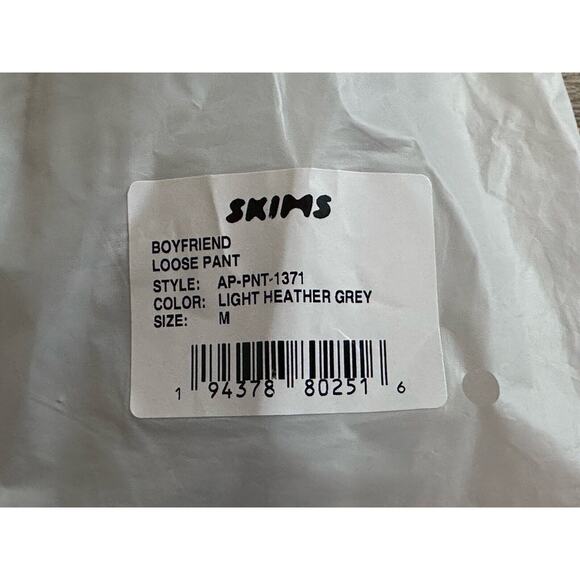 SKIMS
BOYFRIEND
LOOSE PANT
STYLE: AP-PNT-1371
COLOR: LIGHT HEATHER GREY
SIZE: M
1 94378 80251 6